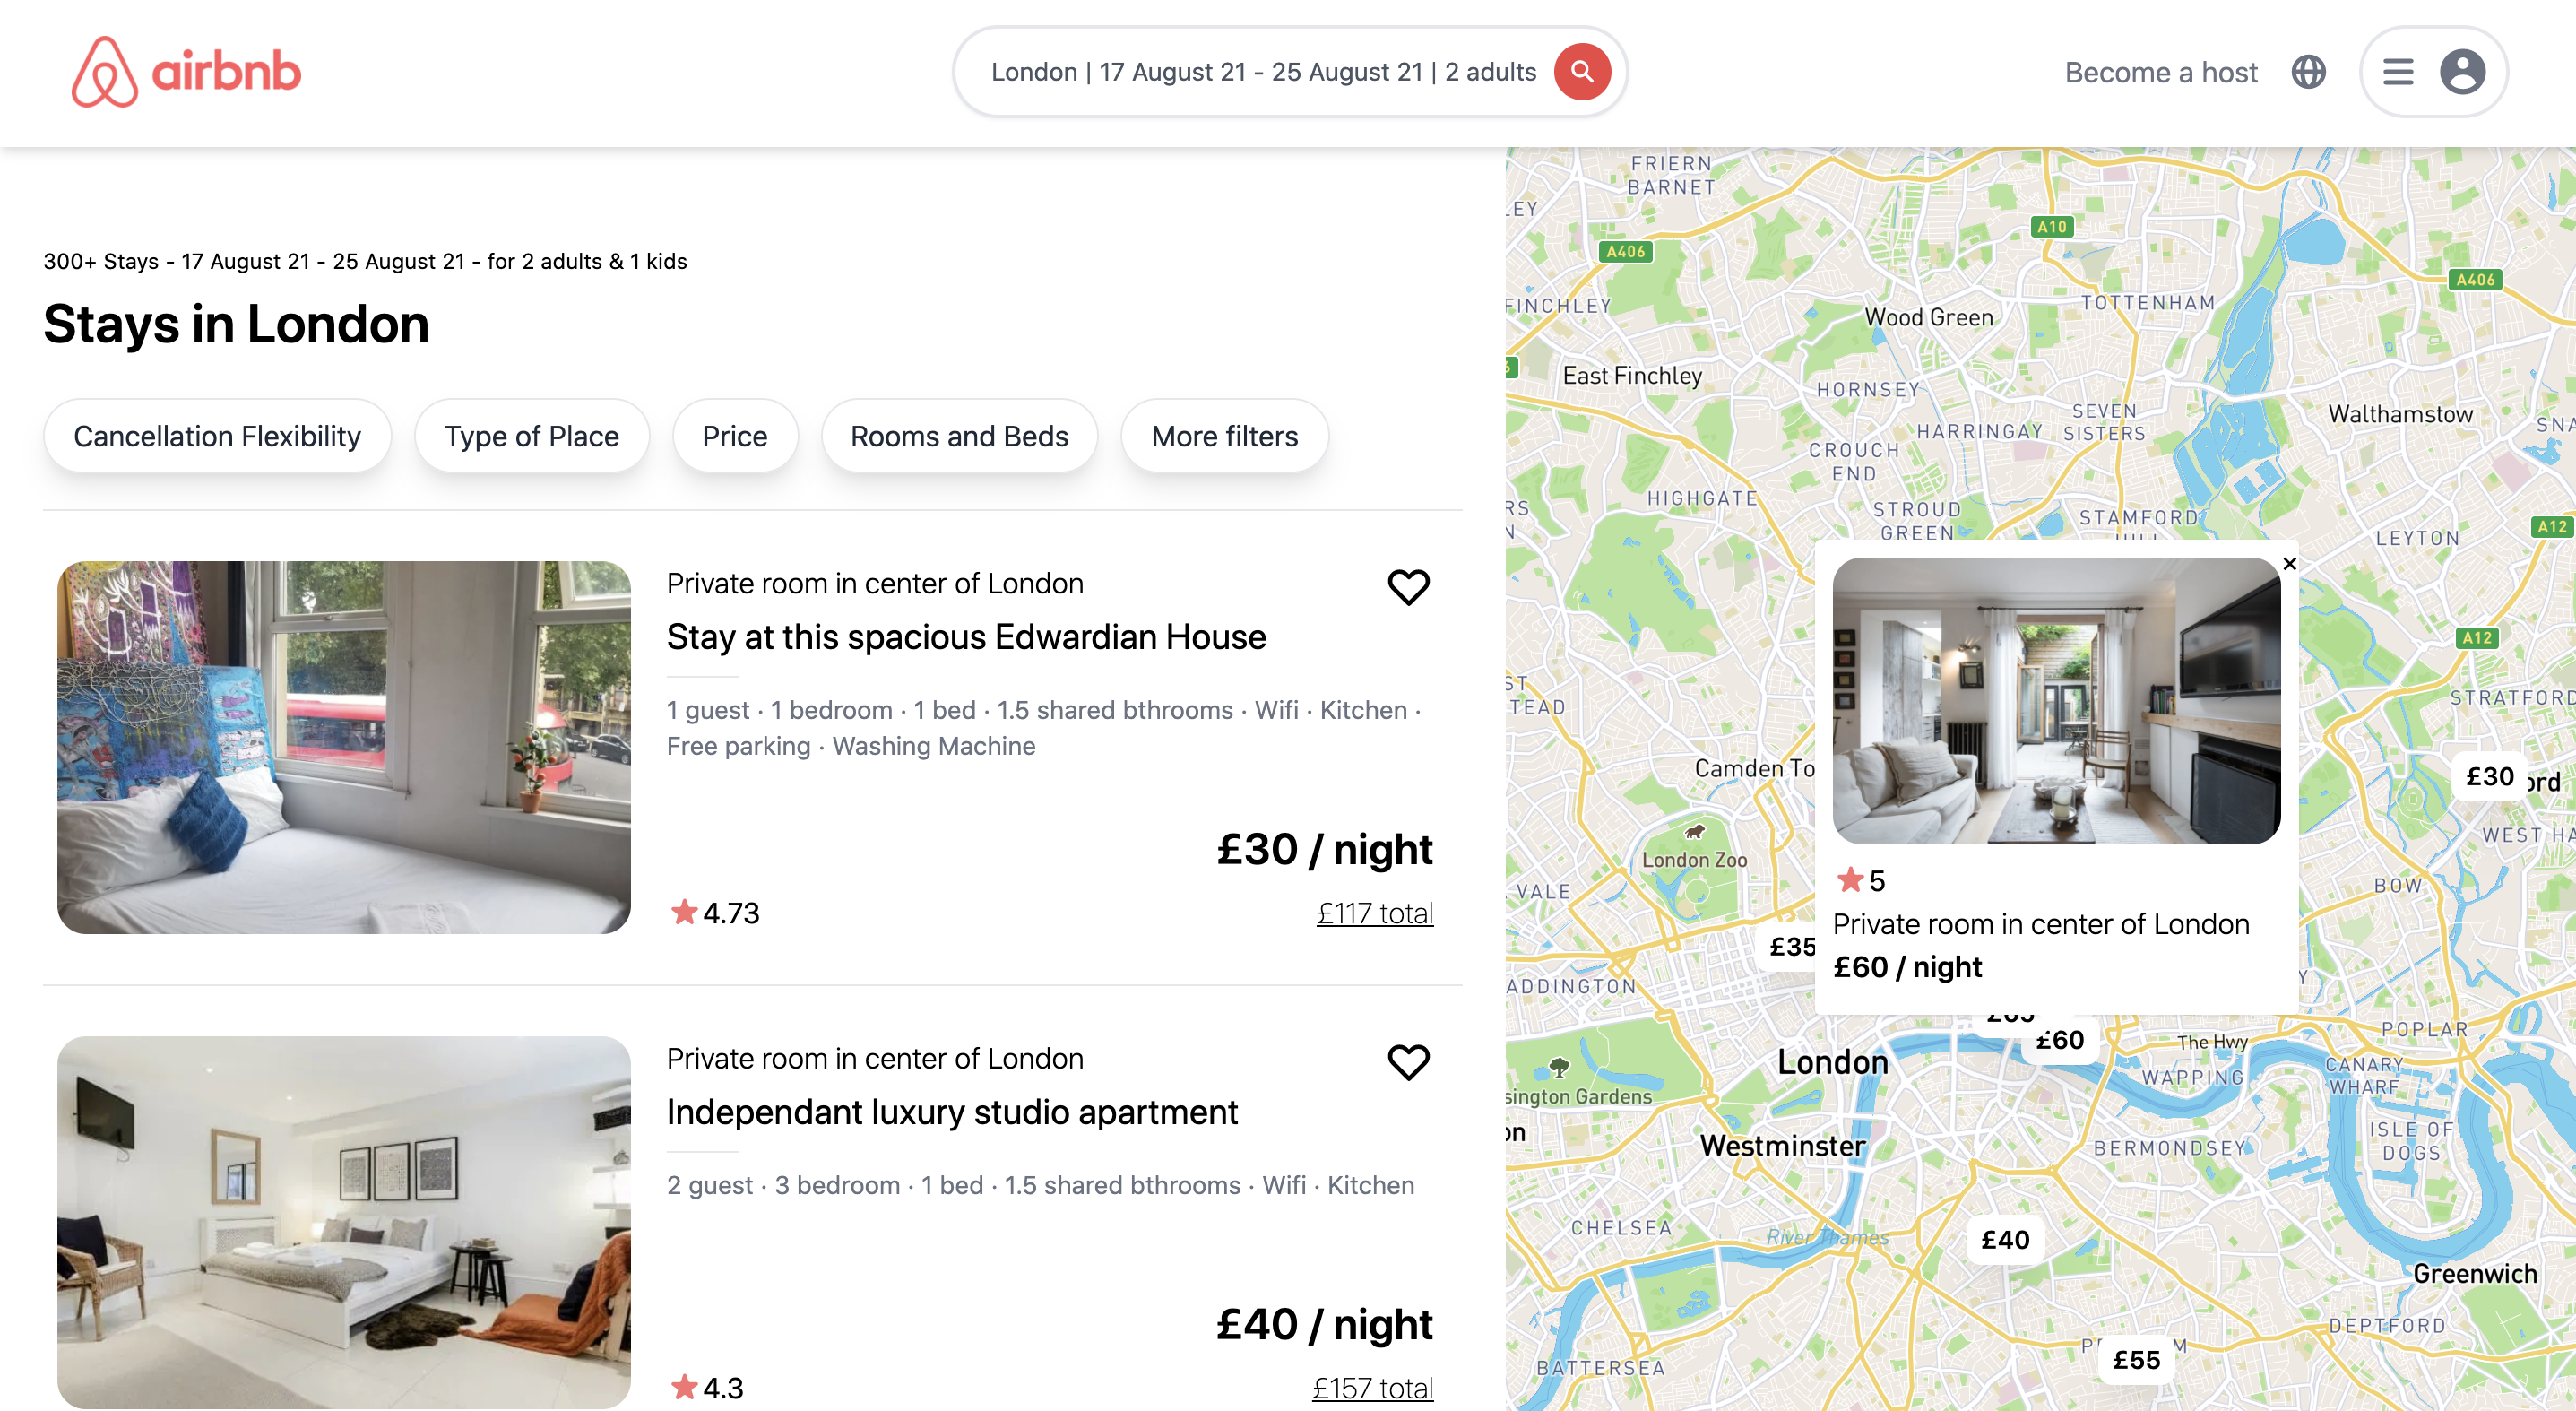 airbnb
London | 17 August 21 - 25 August 21 | 2 adults
Become a host
300+ Stays - 17 August 21 - 25 August 21 - for 2 adults & 1 kids
Stays in London
Cancellation Flexibility
Type of Place
Price
Rooms and Beds
More filters
Private room in center of London
Stay at this spacious Edwardian House
1 guest · 1 bedroom · 1 bed · 1.5 shared bthrooms · Wifi · Kitchen ·
Free parking · Washing Machine
£30 / night
4.73
£117 total
Private room in center of London
Independant luxury studio apartment
2 guest · 3 bedroom · 1 bed · 1.5 shared bthrooms · Wifi · Kitchen
£40 / night
4.3
£157 total
FRIERN
BARNET
LEY
A10
A406
A406
FINCHLEY
TOTTENHAM
Wood Green
East Finchley
HORNSEY
SEVEN
SISTERS
Walthamstow
SNA
HARRINGAY
CROUCH
END
HIGHGATE
STROUD
GREEN
STAMFORD
A12
LEYTON
A12
STRATFORD
ST
TEAD
Camden To
£30
ord
WEST HA
London Zoo
VALE
BOW
£35
5
Private room in center of London
£60 / night
ADDINGTON
£65
£60
The Hwy
POPLAR
London
CANARY
WHARF
WAPPING
sington Gardens
on
Westminster
BERMONDSEY
ISLE OF
DOGS
CHELSEA
River Thames
£40
Greenwich
DEPTFORD
£55
BATTERSEA